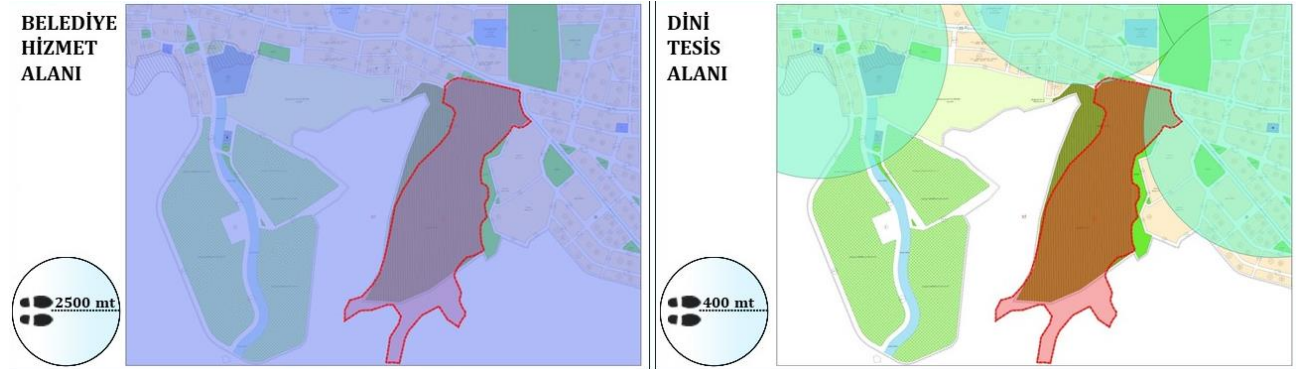 BELEDİYE
HİZMET
ALANI
2500 mt
DİNİ
TESİS
ALANI
400 mt